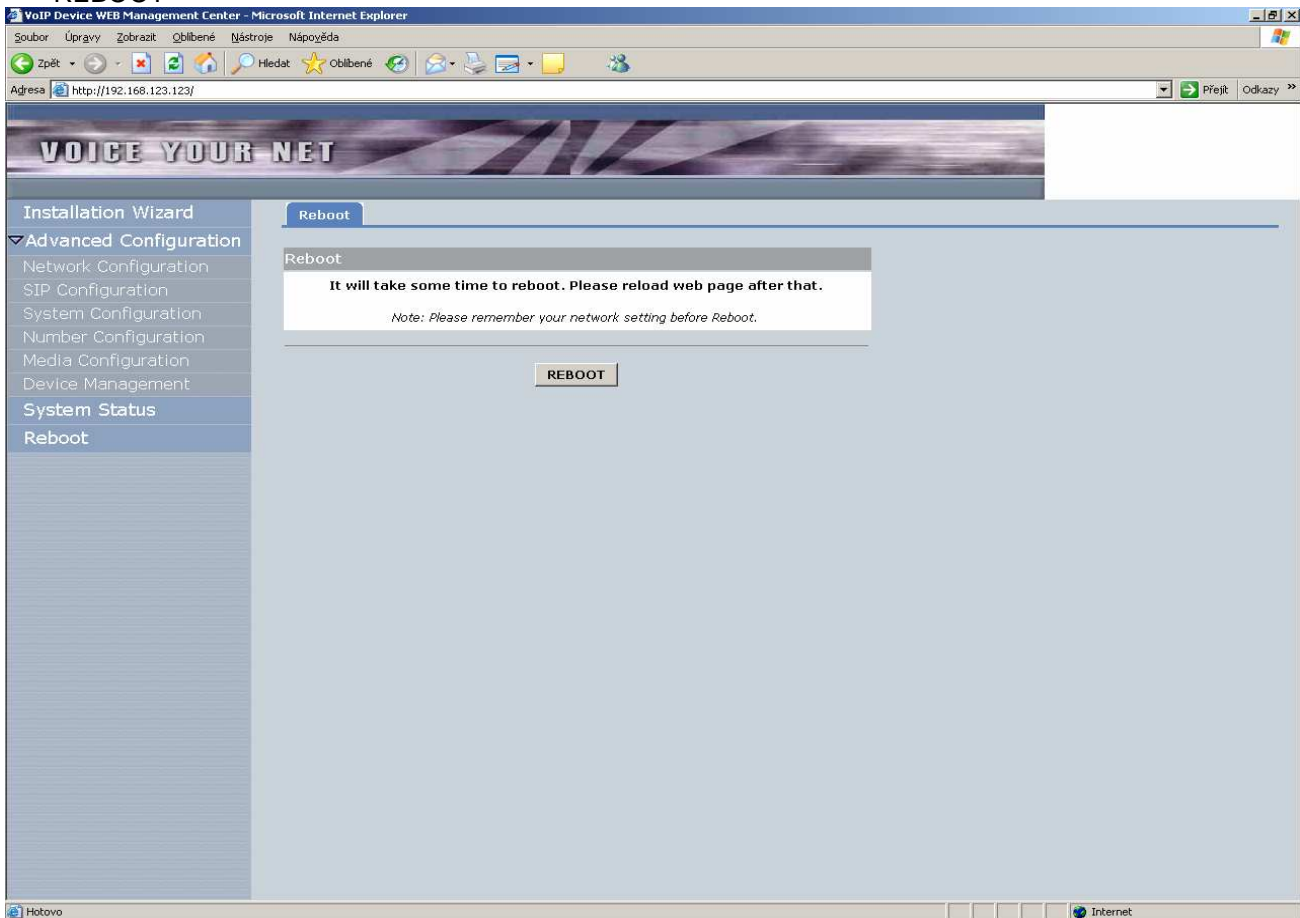 REBOOT
VoIP Device WEB Management Center - Microsoft Internet Explorer
Soubor Úpravy Zobrazit Oblíbené Nástroje Nápověda
Zpět Hledat Oblíbené
Adresa http://192.168.123.123/ Přejít Odkazy »
VOICE YOUR NET
Installation Wizard
Advanced Configuration
Network Configuration
SIP Configuration
System Configuration
Number Configuration
Media Configuration
Device Management
System Status
Reboot
Reboot
Reboot
It will take some time to reboot. Please reload web page after that.
Note: Please remember your network setting before Reboot.
REBOOT
Hotovo Internet